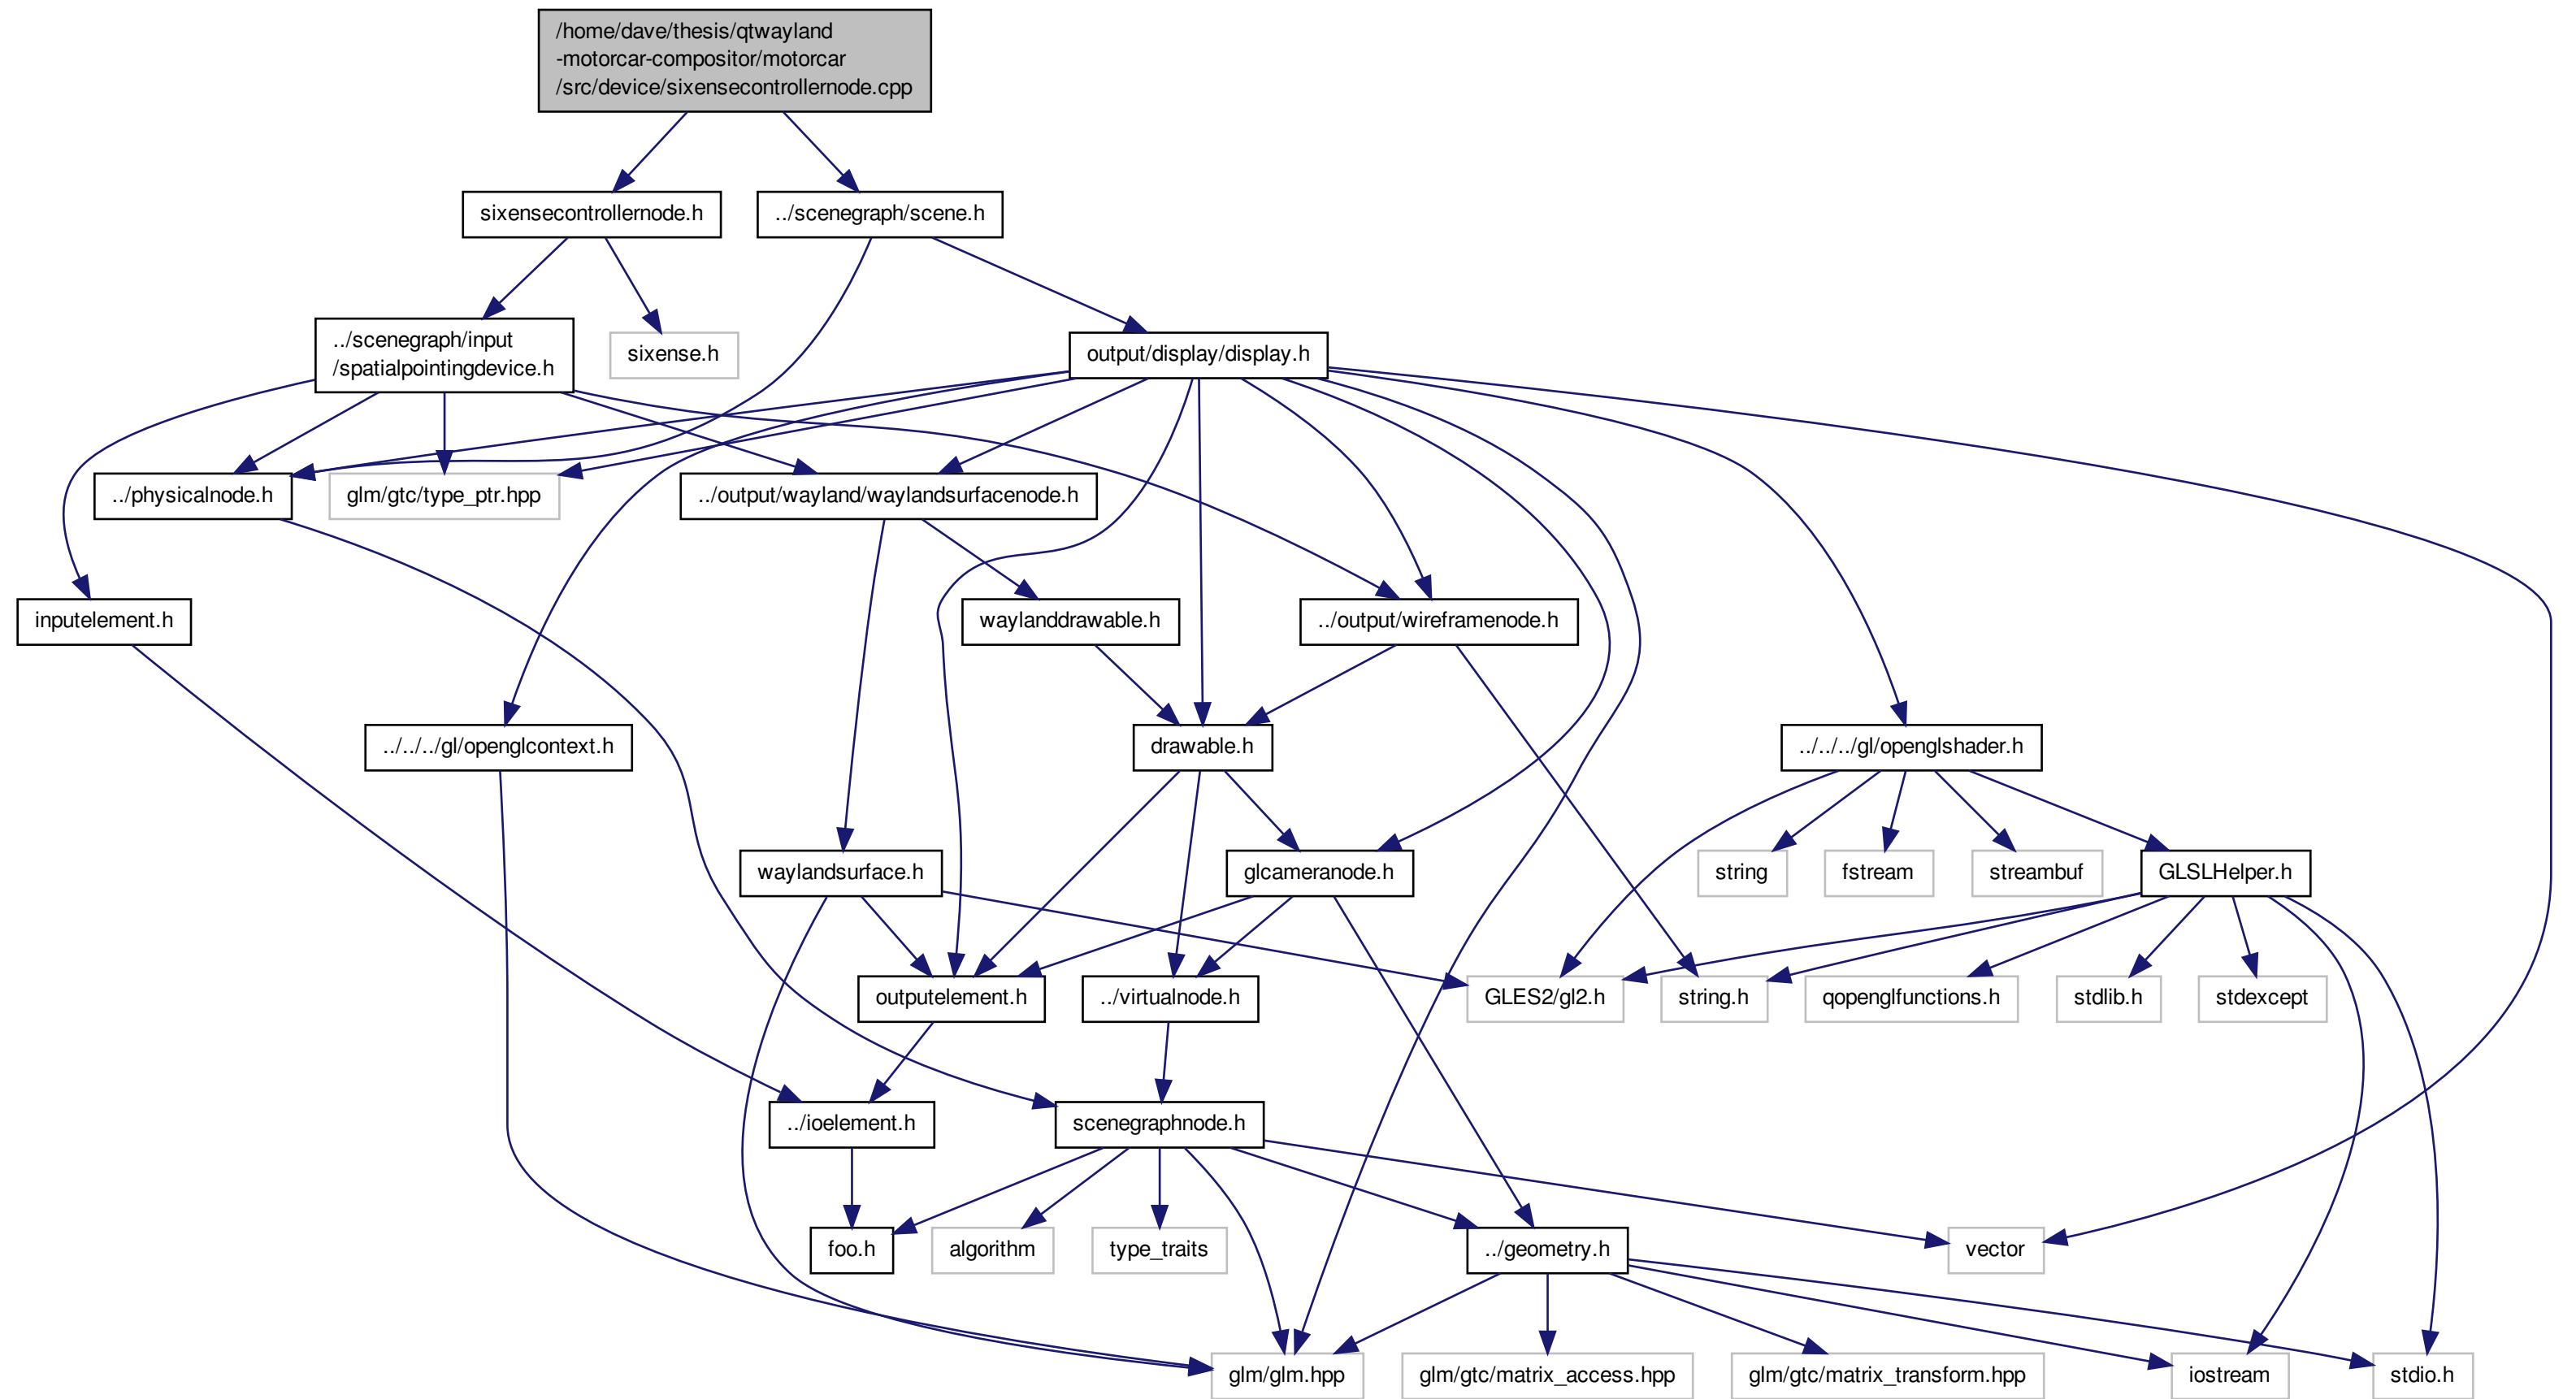 /home/dave/thesis/qtwayland
-motorcar-compositor/motorcar
/src/device/sixensecontrollernode.cpp
sixensecontrollernode.h
../scenegraph/scene.h
../scenegraph/input
/spatialpointingdevice.h
sixense.h
output/display/display.h
../physicalnode.h
glm/gtc/type_ptr.hpp
../output/wayland/waylandsurfacenode.h
inputelement.h
waylanddrawable.h
../output/wireframenode.h
../../../gl/openglcontext.h
drawable.h
../../../gl/openglshader.h
waylandsurface.h
glcameranode.h
string
fstream
streambuf
GLSLHelper.h
outputelement.h
../virtualnode.h
GLES2/gl2.h
string.h
qopenglfunctions.h
stdlib.h
stdexcept
../ioelement.h
scenegraphnode.h
foo.h
algorithm
type_traits
../geometry.h
vector
glm/glm.hpp
glm/gtc/matrix_access.hpp
glm/gtc/matrix_transform.hpp
iostream
stdio.h